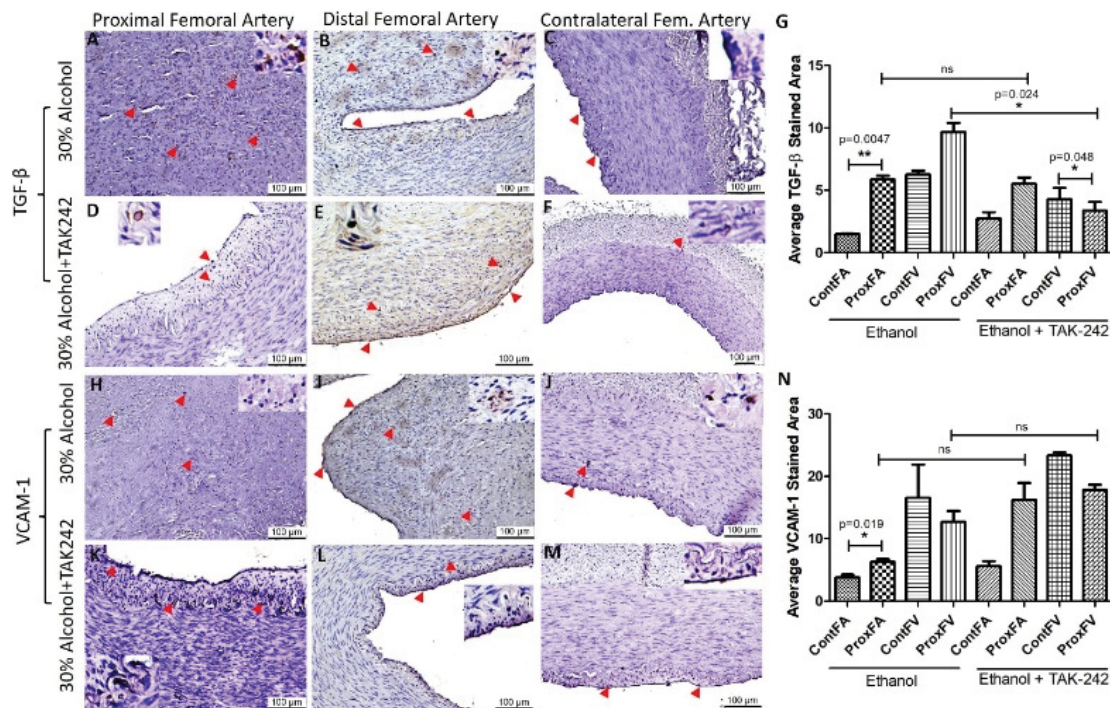 Proximal Femoral Artery Distal Femoral Artery Contralateral Fem. Artery
TGF-β
30% Alcohol
A
100 µm
B
100 µm
C
100 µm
30% Alcohol+TAK242
D
100 µm
E
100 µm
F
100 µm
VCAM-1
30% Alcohol
H
100 µm
I
100 µm
J
100 µm
30% Alcohol+TAK242
K
100 µm
L
100 µm
M
100 µm
G
Average TGF-β Stained Area
15
10
5
0
ns
p=0.024
*
p=0.0047
**
p=0.048
*
ContFA
ProxFA
ContFV
ProxFV
ContFA
ProxFA
ContFV
ProxFV
Ethanol
Ethanol + TAK-242
N
Average VCAM-1 Stained Area
30
20
10
0
ns
ns
p=0.019
*
ContFA
ProxFA
ContFV
ProxFV
ContFA
ProxFA
ContFV
ProxFV
Ethanol
Ethanol + TAK-242